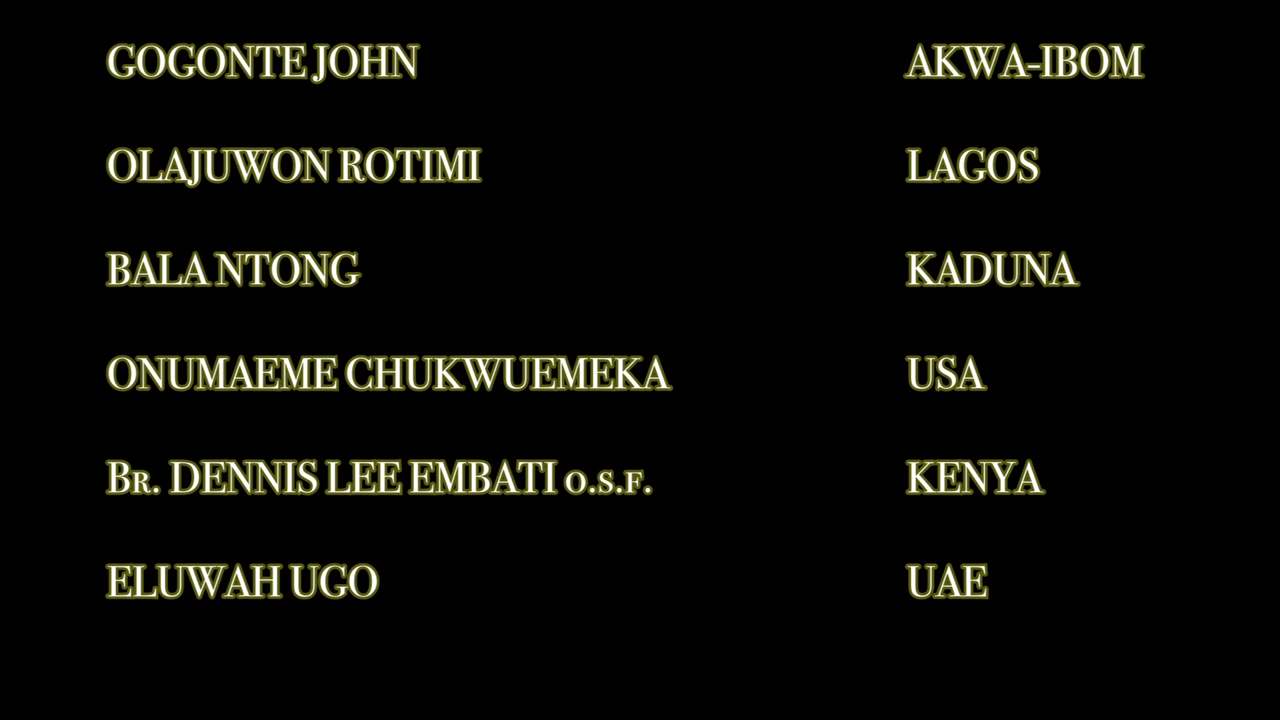 GOGONTE JOHN AKWA-IBOM
OLAJUWON ROTIMI LAGOS
BALA NTONG KADUNA
ONUMAEME CHUKWUEMEKA USA
BR. DENNIS LEE EMBATI O.S.F. KENYA
ELUWAH UGO UAE